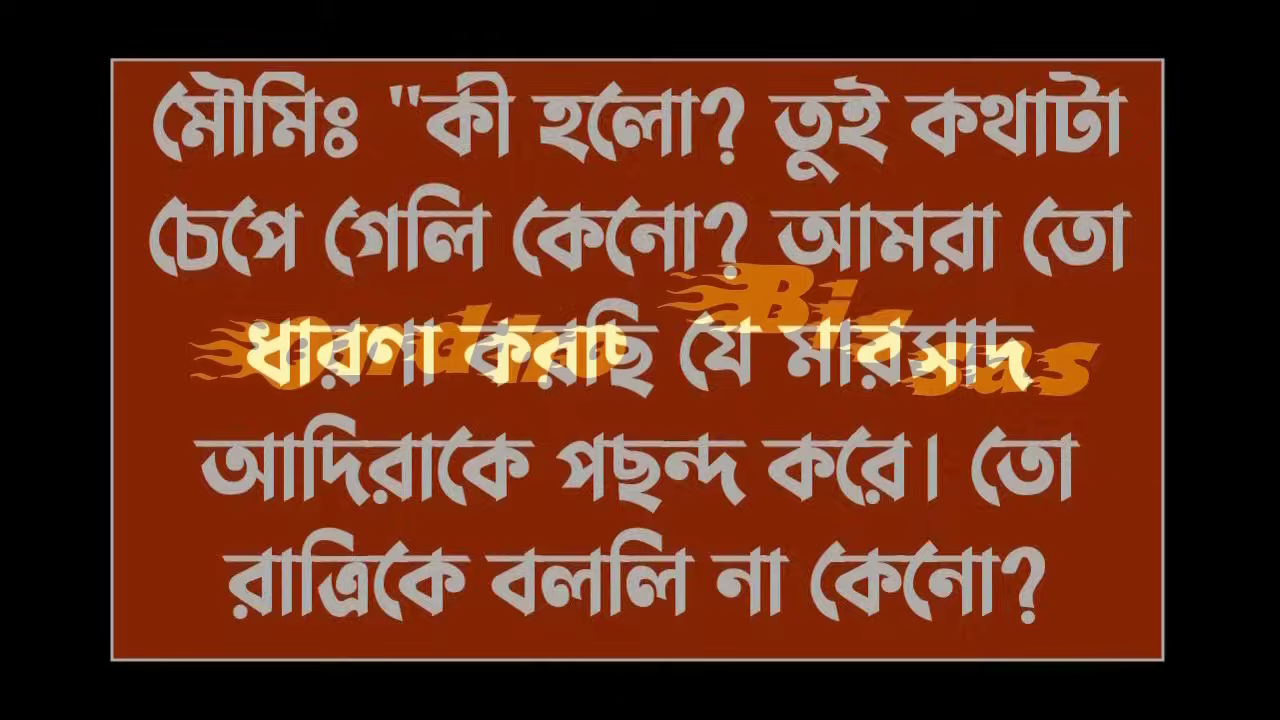 মৌমিঃ "কী হলো? তুই কথাটা
চেপে গেলি কেনো? আমরা তো
ধারণা করছি যে মারসাদ
আদিরাকে পছন্দ করে। তো
রাত্রিকে বললি না কেনো?